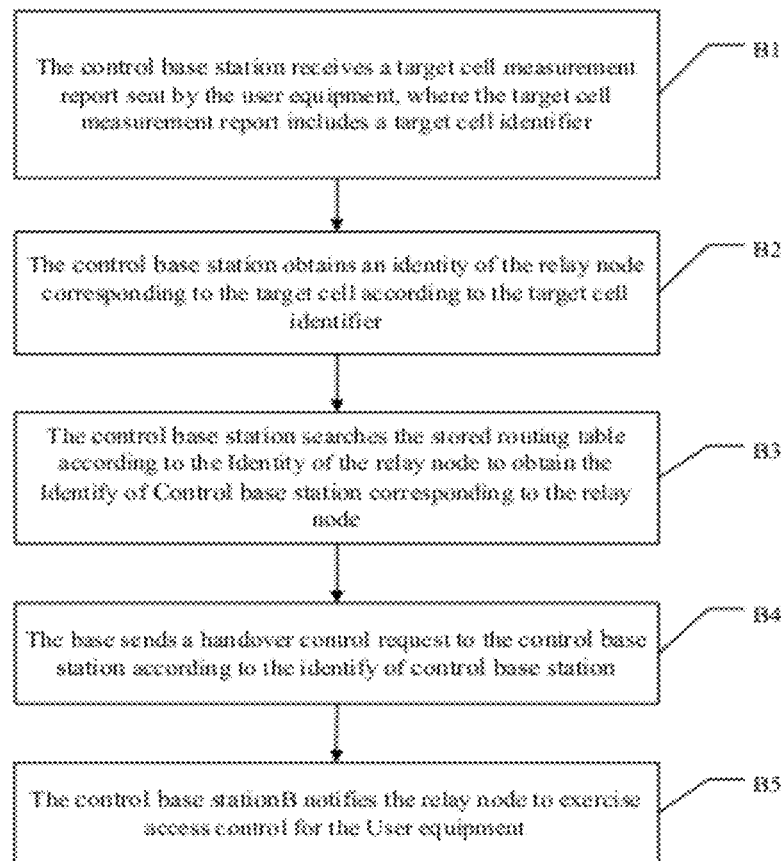 The control base station receives a target cell measurement
report sent by the user equipment, where the target cell
measurement report includes a target cell identifier
B1
The control base station obtains an identity of the relay node
corresponding to the target cell according to the target cell
identifier
B2
The control base station searches the stored routing table
according to the Identity of the relay node to obtain the
Identify of Control base station corresponding to the relay
node
B3
The base sends a handover control request to the control base
station according to the identify of control base station
B4
The control base stationB notifies the relay node to exercise
access control for the User equipment
B5